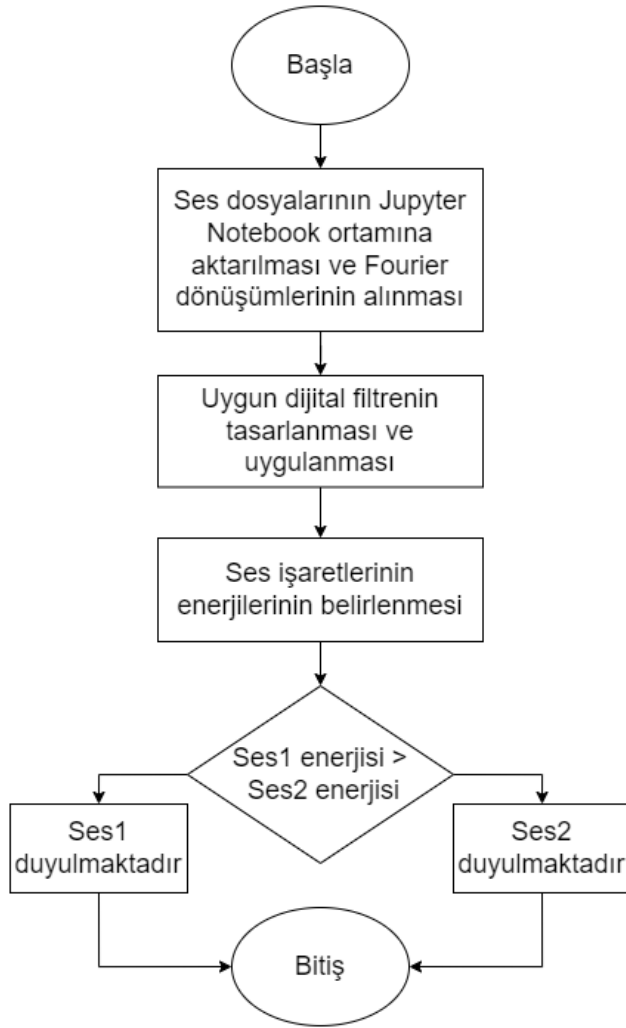 Başla
Ses dosyalarının Jupyter
Notebook ortamına
aktarılması ve Fourier
dönüşümlerinin alınması
Uygun dijital filtrenin
tasarlanması ve
uygulanması
Ses işaretlerinin
enerjilerinin belirlenmesi
Ses1 enerjisi >
Ses2 enerjisi
Ses1
duyulmaktadır
Ses2
duyulmaktadır
Bitiş